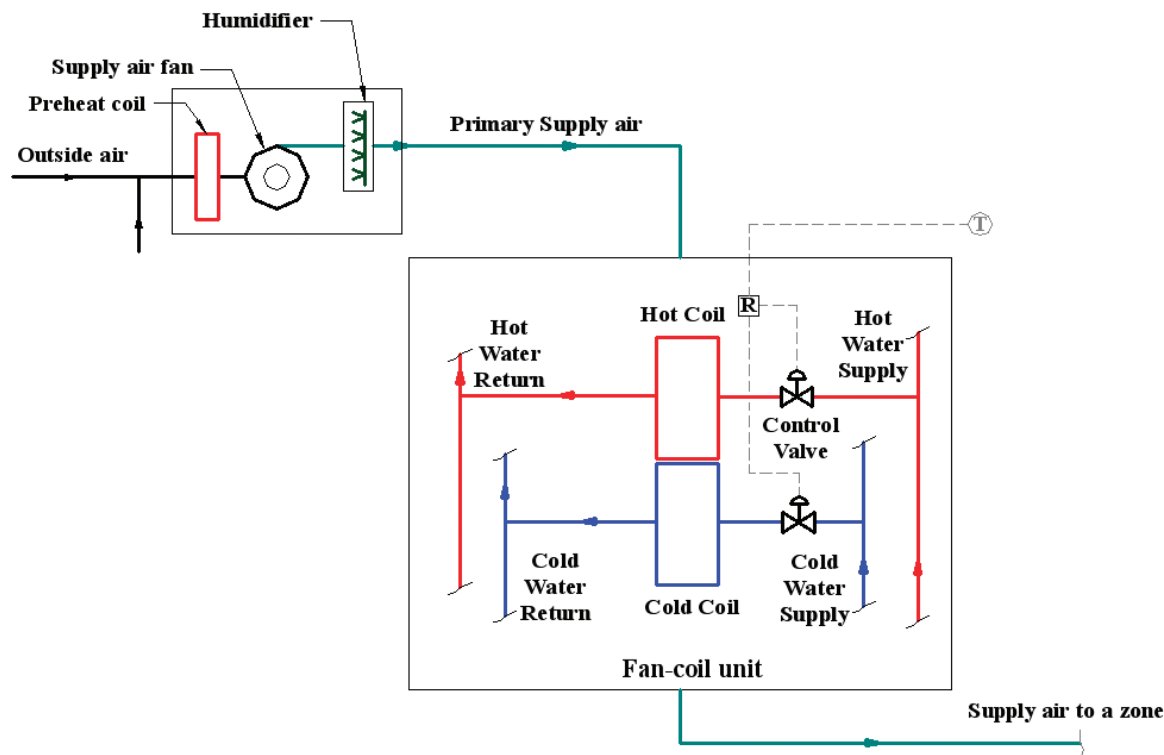 Humidifier
Supply air fan
Preheat coil
Primary Supply air
Outside air
T
R
Hot Coil
Hot
Water
Return
Hot
Water
Supply
Control
Valve
Cold
Water
Return
Cold
Water
Supply
Cold Coil
Fan-coil unit
Supply air to a zone